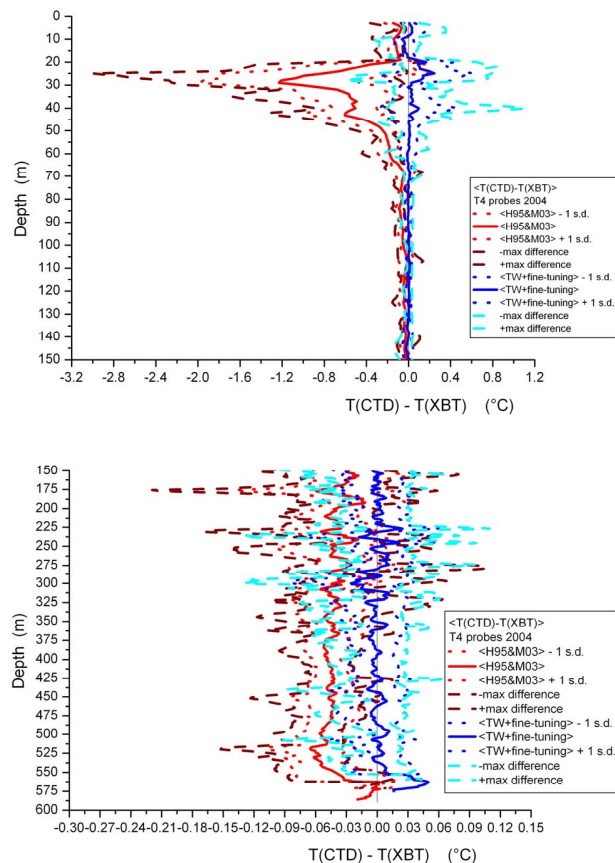 0
10
20
30
40
50
60
70
80
90
100
110
120
130
140
150
Depth (m)
-3.2 -2.8 -2.4 -2.0 -1.6 -1.2 -0.8 -0.4 0.0 0.4 0.8 1.2
T(CTD) - T(XBT) (°C)
<T(CTD)-T(XBT)>
T4 probes 2004
<H95&M03> - 1 s.d.
<H95&M03>
<H95&M03> + 1 s.d.
-max difference
+max difference
<TW+fine-tuning> - 1 s.d.
<TW+fine-tuning>
<TW+fine-tuning> + 1 s.d.
-max difference
+max difference
150
175
200
225
250
275
300
325
350
375
400
425
450
475
500
525
550
575
600
Depth (m)
-0.30 -0.27 -0.24 -0.21 -0.18 -0.15 -0.12 -0.09 -0.06 -0.03 0.00 0.03 0.06 0.09 0.12 0.15
T(CTD) - T(XBT) (°C)
<T(CTD)-T(XBT)>
T4 probes 2004
<H95&M03> - 1 s.d.
<H95&M03>
<H95&M03> + 1 s.d.
-max difference
+max difference
<TW+fine-tuning> - 1 s.d.
<TW+fine-tuning>
<TW+fine-tuning> + 1 s.d.
-max difference
+max difference